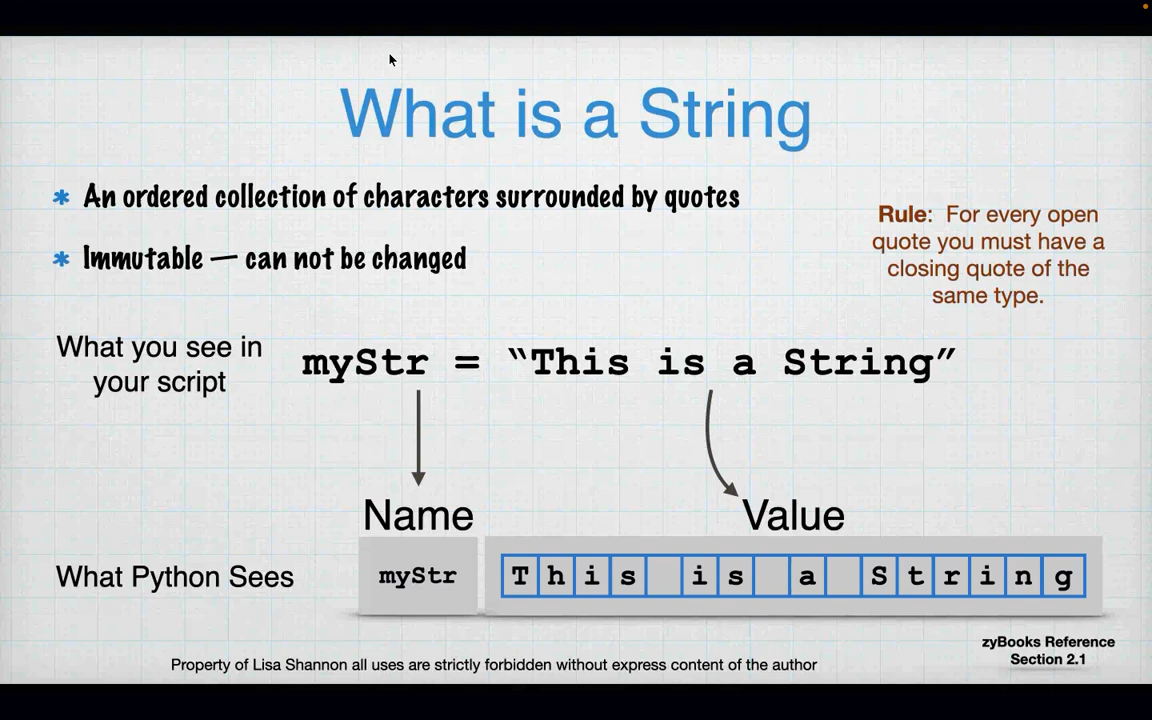 What is a String
* An ordered collection of characters surrounded by quotes
* Immutable — can not be changed
Rule: For every open
quote you must have a
closing quote of the
same type.
What you see in
your script
myStr = “This is a String”
Name
Value
What Python Sees
myStr
This is a String
zyBooks Reference
Section 2.1
Property of Lisa Shannon all uses are strictly forbidden without express content of the author